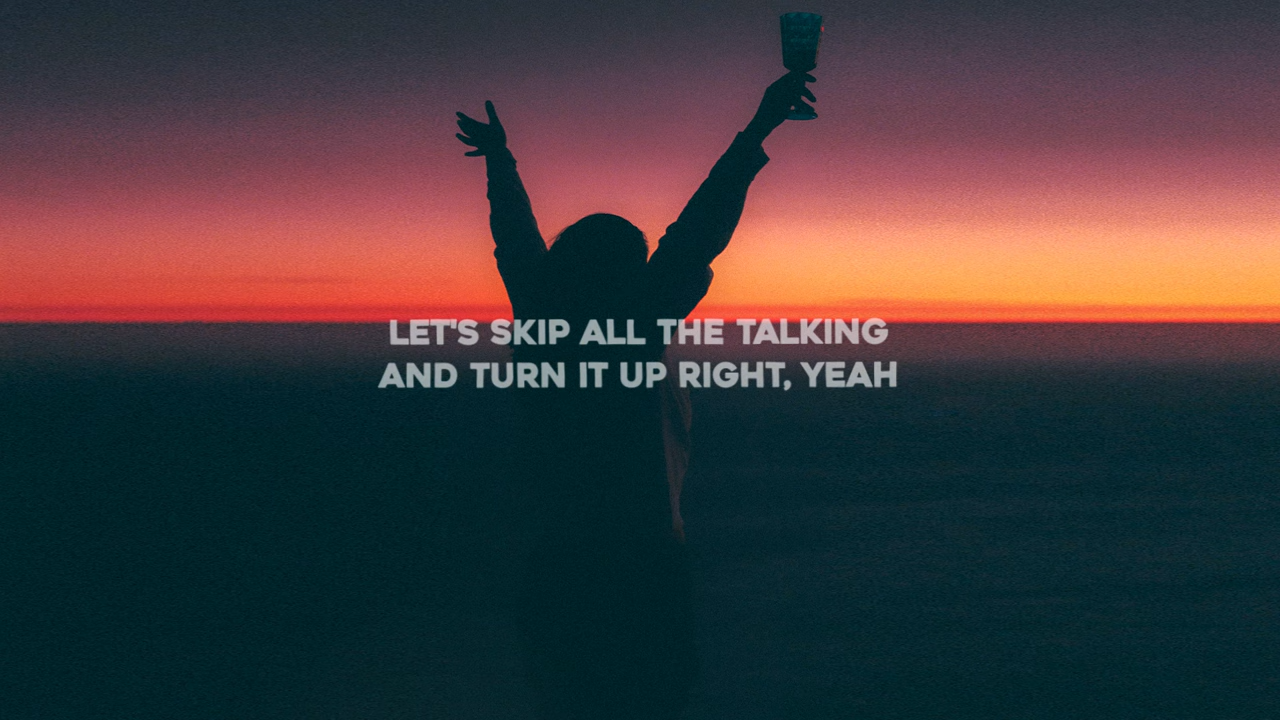 LET'S SKIP ALL THE TALKING
AND TURN IT UP RIGHT, YEAH